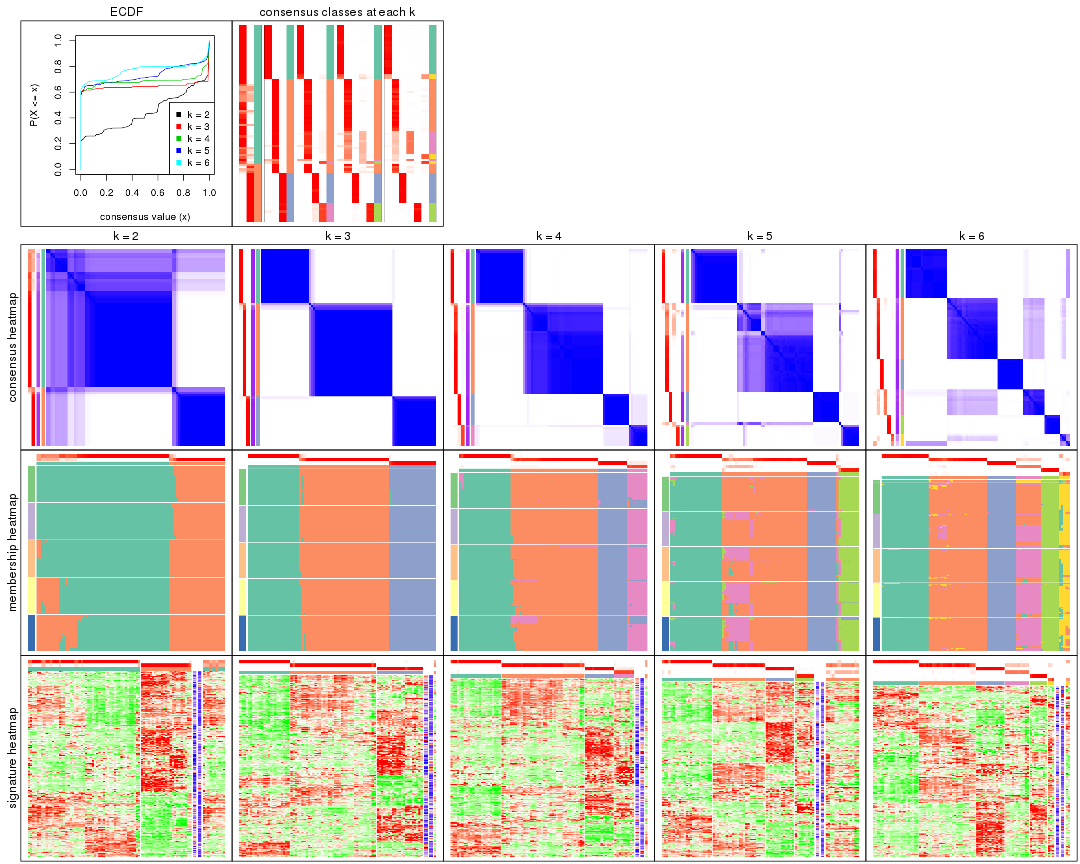 ECDF
consensus classes at each k
P(X <= x)
1.0
0.8
0.6
0.4
0.2
0.0
k = 2
k = 3
k = 4
k = 5
k = 6
0.0 0.2 0.4 0.6 0.8 1.0
consensus value (x)
k = 2 k = 3 k = 4 k = 5 k = 6
consensus heatmap
membership heatmap
signature heatmap